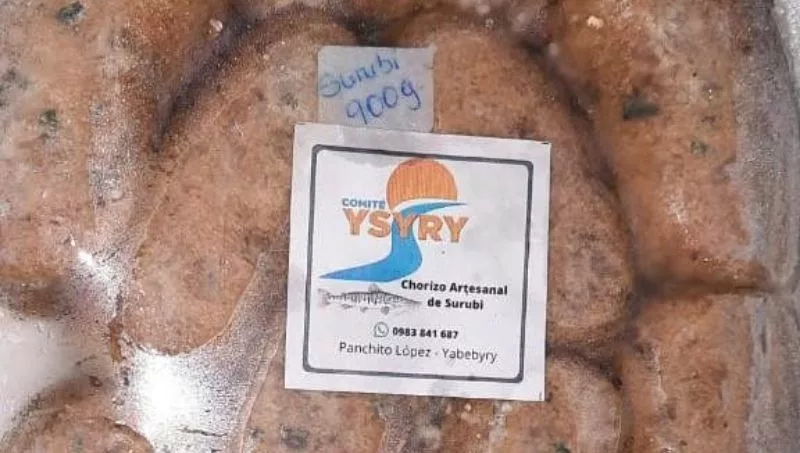 Surubi
900g.
COMITÉ
YSYRY
Chorizo Artesanal
de Surubi
0983 841 687
Panchito López - Yabebyry